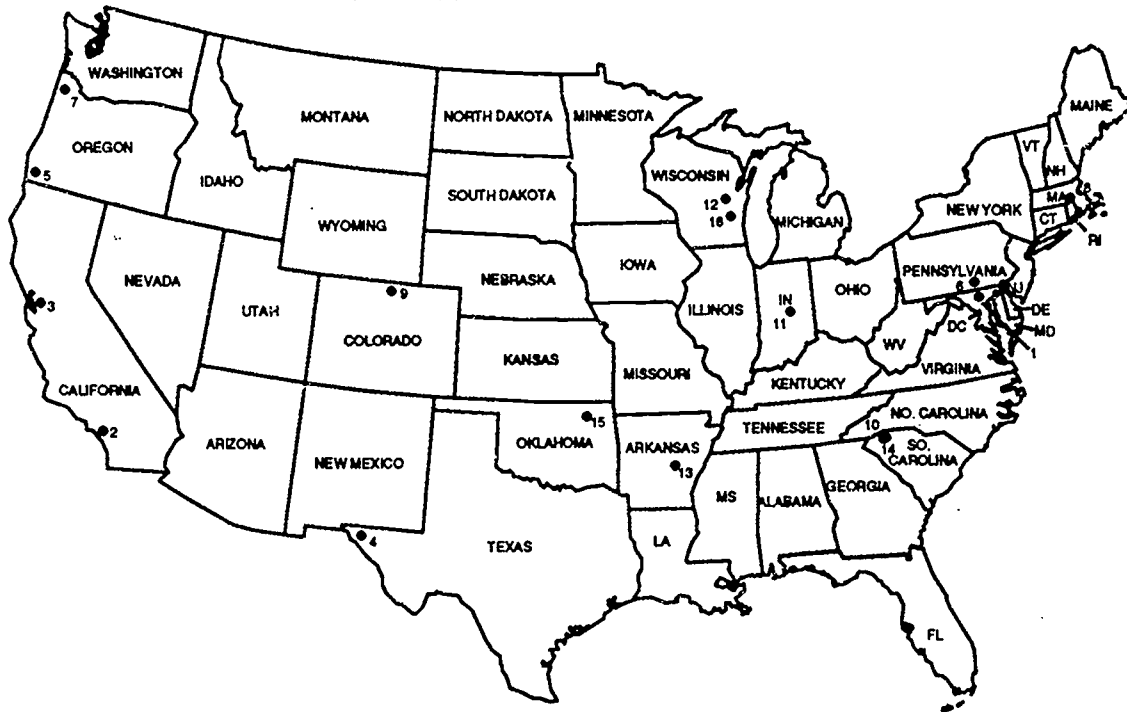 WASHINGTON
7
OREGON
5
IDAHO
MONTANA
NORTH DAKOTA
MINNESOTA
SOUTH DAKOTA
WYOMING
WISCONSIN
12
16
MICHIGAN
MAINE
VT
NH
MA
8
CT
RI
NEW YORK
NEVADA
UTAH
3
CALIFORNIA
2
9
COLORADO
NEBRASKA
IOWA
ILLINOIS
IN
11
OHIO
PENNSYLVANIA
6
NJ
DE
MD
DC
1
WV
VIRGINIA
KANSAS
MISSOURI
KENTUCKY
ARIZONA
NEW MEXICO
15
OKLAHOMA
ARKANSAS
13
TENNESSEE
NO. CAROLINA
10
14
SO.
CAROLINA
4
TEXAS
LA
MS
ALABAMA
GEORGIA
FL